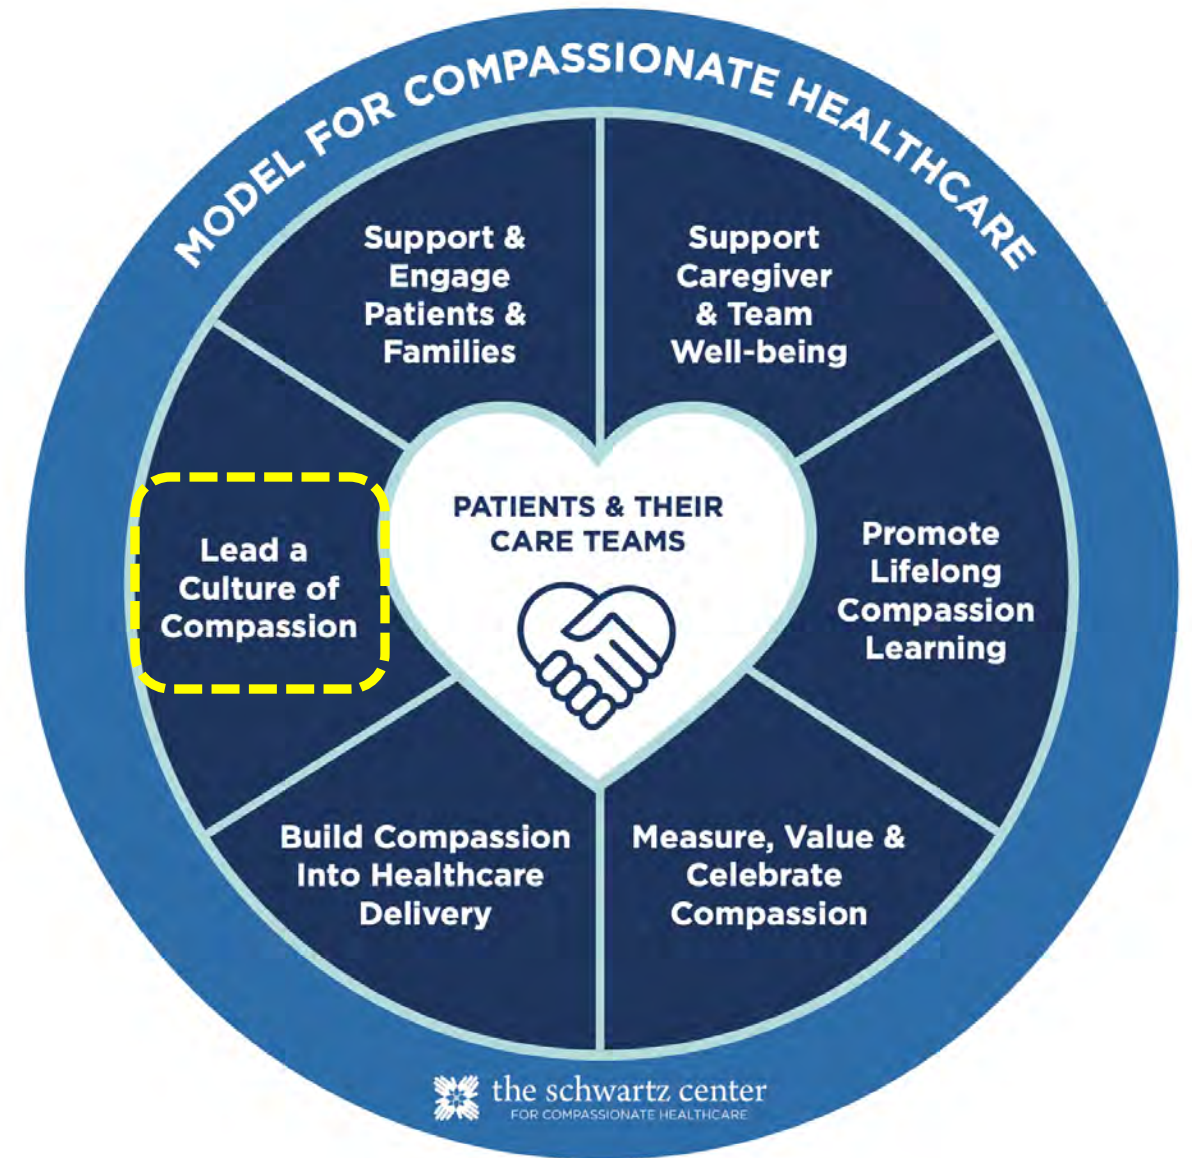 MODEL FOR COMPASSIONATE HEALTHCARE
Support &
Engage
Patients &
Families
Support
Caregiver
& Team
Well-being
Lead a
Culture of
Compassion
PATIENTS & THEIR
CARE TEAMS
Promote
Lifelong
Compassion
Learning
Build Compassion
Into Healthcare
Delivery
Measure, Value &
Celebrate
Compassion
the schwartz center
FOR COMPASSIONATE HEALTHCARE